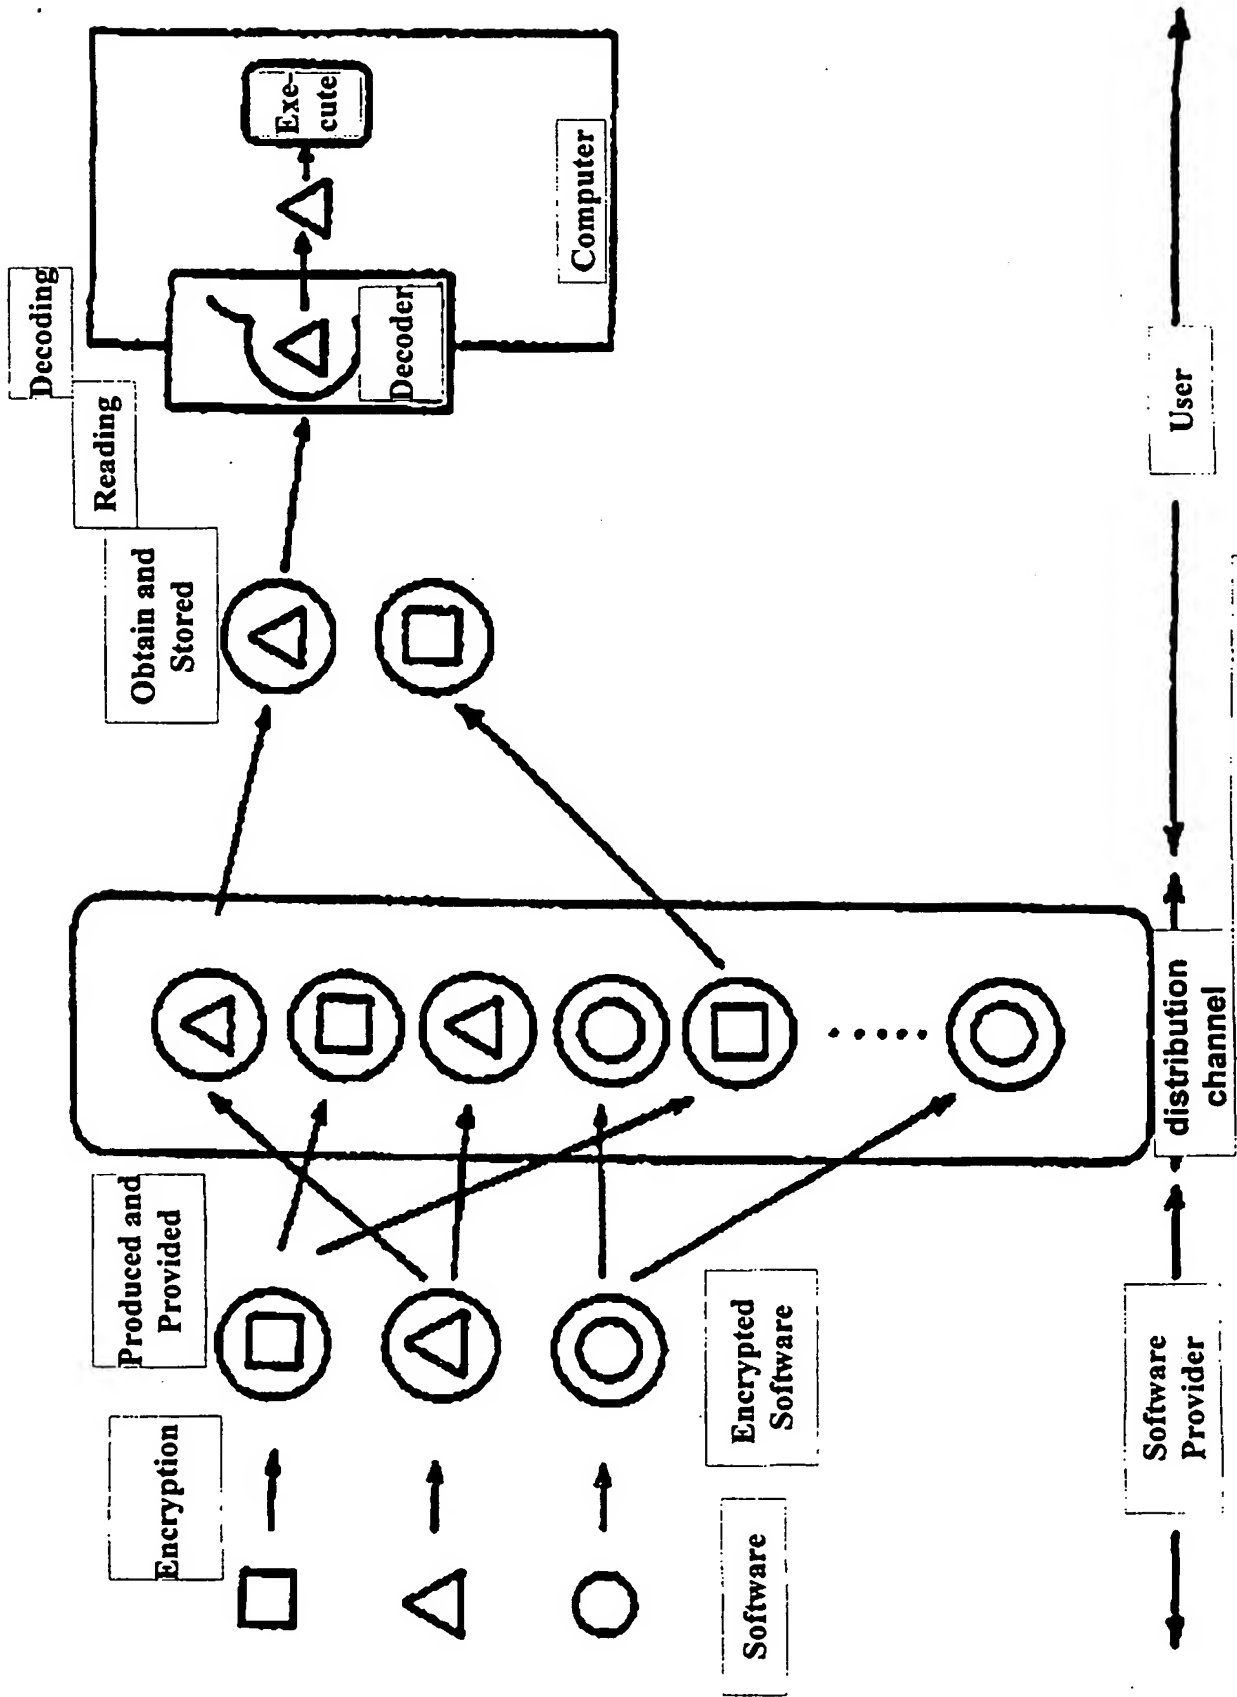 Encryption
Produced and
Provided
Obtain and
Stored
Reading
Decoding
Exe-
cute
Decoder
Computer
Software
Encrypted
Software
Software
Provider
distribution
channel
User